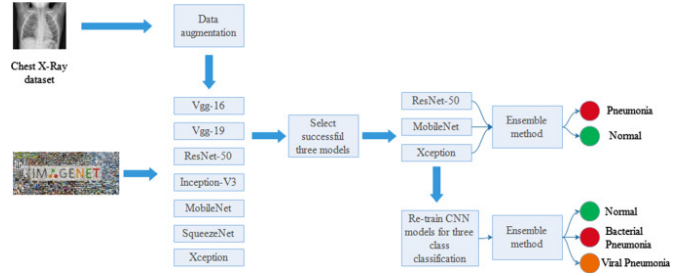 Data
augmentation
Chest X-Ray
dataset
Vgg-16
Vgg-19
ResNet-50
Inception-V3
MobileNet
SqueezeNet
Xception
IMAGENET
Select
successful
three models
ResNet-50
MobileNet
Xception
Ensemble
method
Pneumonia
Normal
Re-train CNN
models for three
class
classification
Ensemble
method
Normal
Bacterial
Pneumonia
Viral Pneumonia